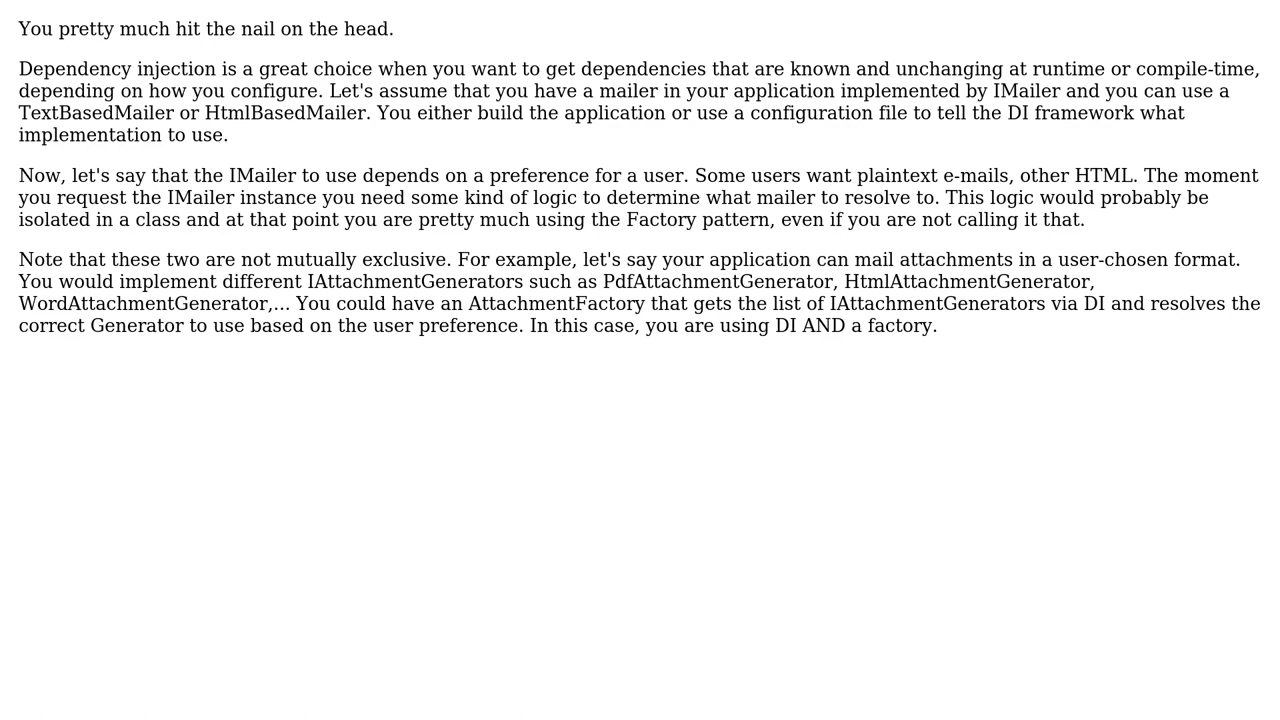 You pretty much hit the nail on the head.
Dependency injection is a great choice when you want to get dependencies that are known and unchanging at runtime or compile-time,
depending on how you configure. Let's assume that you have a mailer in your application implemented by IMailer and you can use a
TextBasedMailer or HtmlBasedMailer. You either build the application or use a configuration file to tell the DI framework what
implementation to use.
Now, let's say that the IMailer to use depends on a preference for a user. Some users want plaintext e-mails, other HTML. The moment
you request the IMailer instance you need some kind of logic to determine what mailer to resolve to. This logic would probably be
isolated in a class and at that point you are pretty much using the Factory pattern, even if you are not calling it that.
Note that these two are not mutually exclusive. For example, let's say your application can mail attachments in a user-chosen format.
You would implement different IAttachmentGenerators such as PdfAttachmentGenerator, HtmlAttachmentGenerator,
WordAttachmentGenerator,... You could have an AttachmentFactory that gets the list of IAttachmentGenerators via DI and resolves the
correct Generator to use based on the user preference. In this case, you are using DI AND a factory.